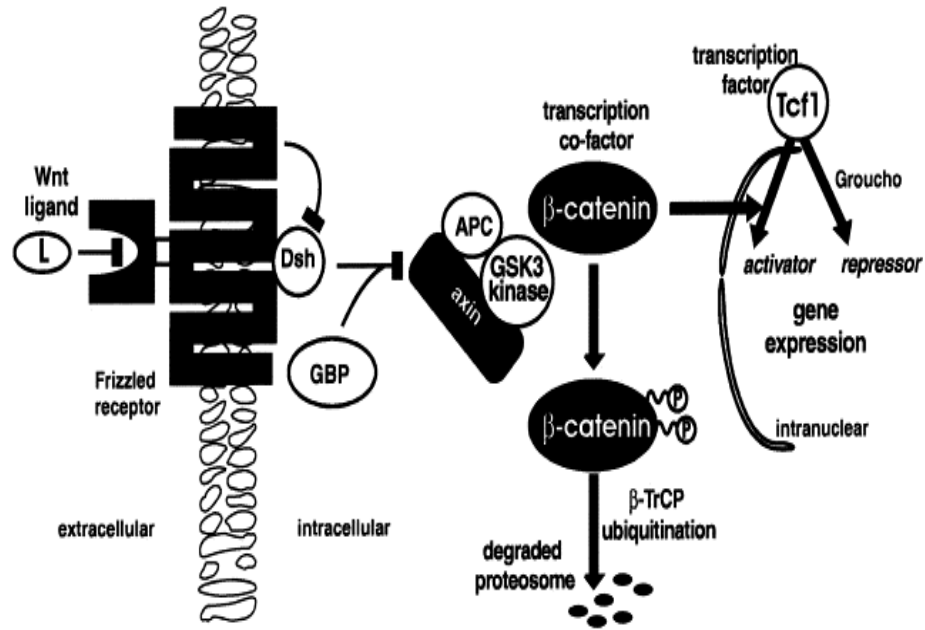 Wnt
ligand
L
Frizzled
receptor
extracellular
intracellular
Dsh
GBP
APC
GSK3
kinase
axin
transcription
co-factor
β-catenin
β-catenin
P
P
β-TrCP
ubiquitination
degraded
proteosome
transcription
factor
Tcf1
Groucho
activator
repressor
gene
expression
intranuclear